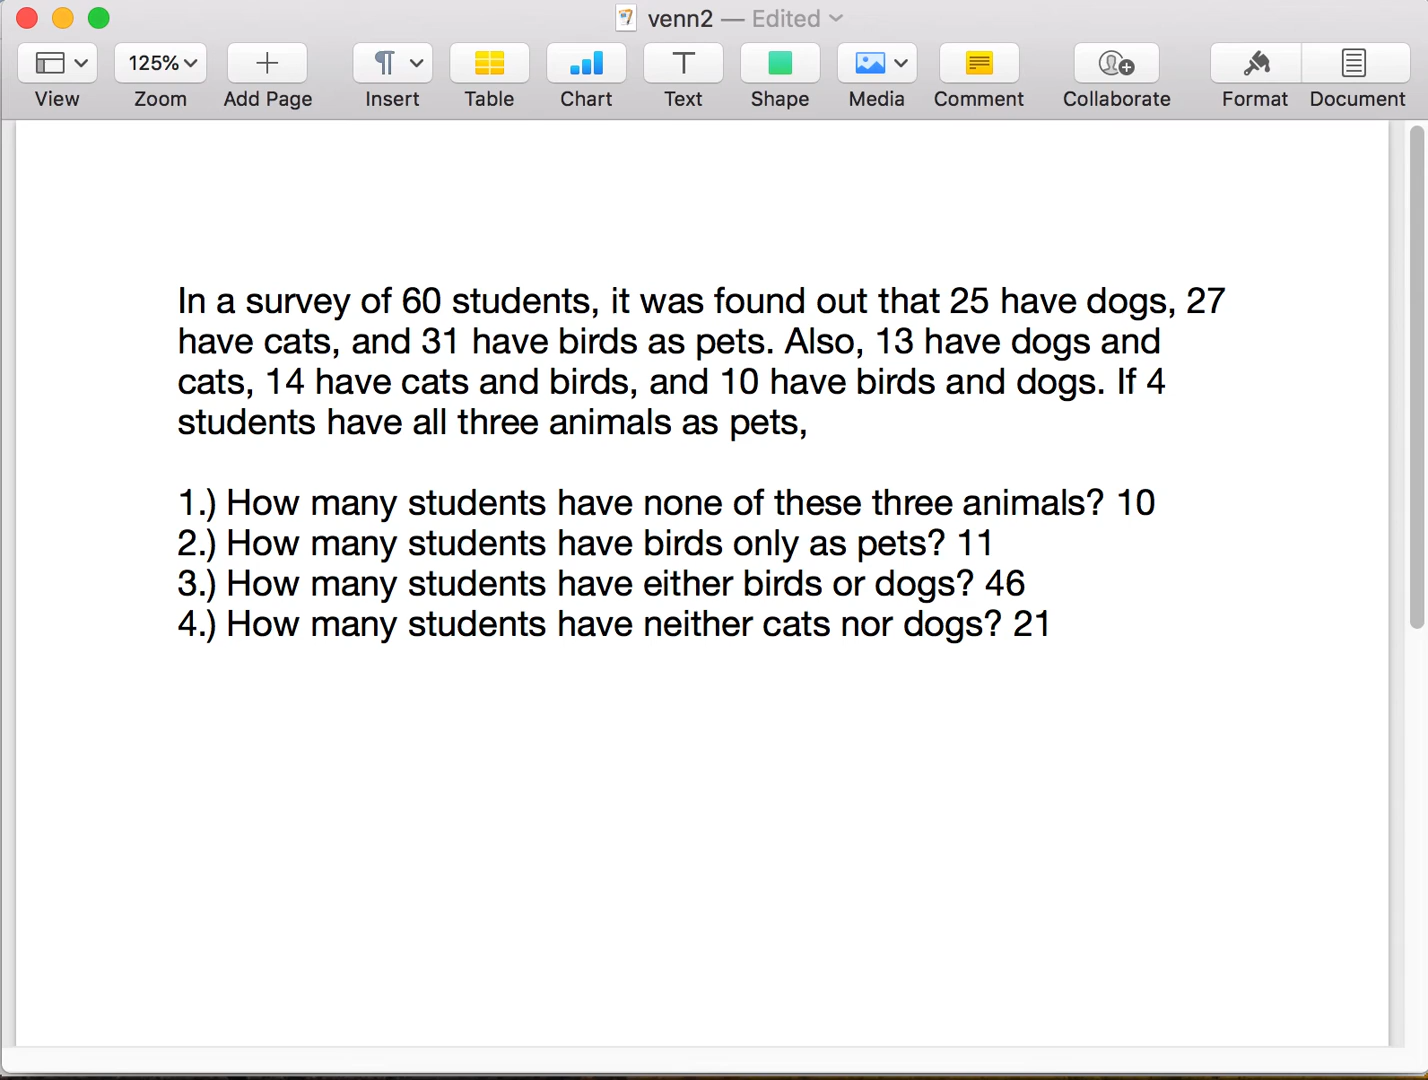 venn2 — Edited
125%
View Zoom Add Page Insert Table Chart Text Shape Media Comment Collaborate Format Document
In a survey of 60 students, it was found out that 25 have dogs, 27
have cats, and 31 have birds as pets. Also, 13 have dogs and
cats, 14 have cats and birds, and 10 have birds and dogs. If 4
students have all three animals as pets,
1.) How many students have none of these three animals? 10
2.) How many students have birds only as pets? 11
3.) How many students have either birds or dogs? 46
4.) How many students have neither cats nor dogs? 21